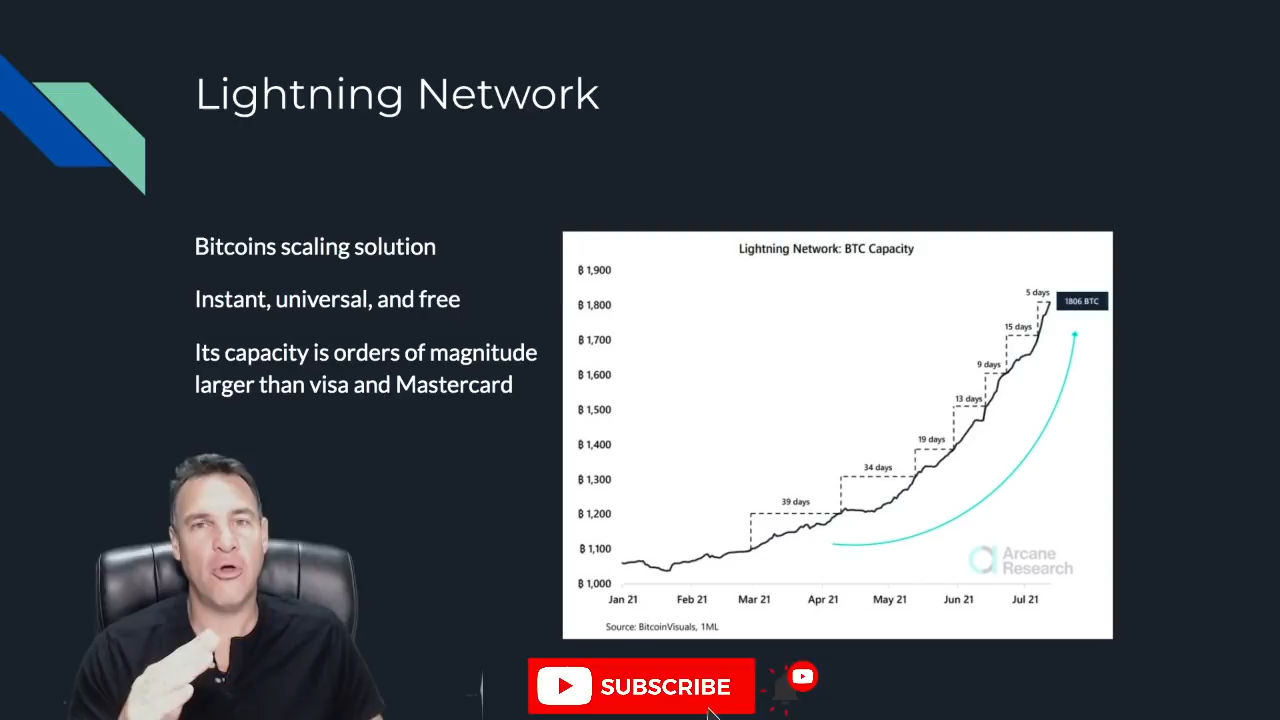 Lightning Network
Bitcoins scaling solution
Instant, universal, and free
Its capacity is orders of magnitude
larger than visa and Mastercard
Lightning Network: BTC Capacity
฿ 1,900
฿ 1,800
฿ 1,700
฿ 1,600
฿ 1,500
฿ 1,400
฿ 1,300
฿ 1,200
฿ 1,100
฿ 1,000
5 days
1806 BTC
15 days
9 days
13 days
19 days
34 days
39 days
Arcane
Research
Jan 21
Feb 21
Mar 21
Apr 21
May 21
Jun 21
Jul 21
Source: BitcoinVisuals, 1ML
SUBSCRIBE